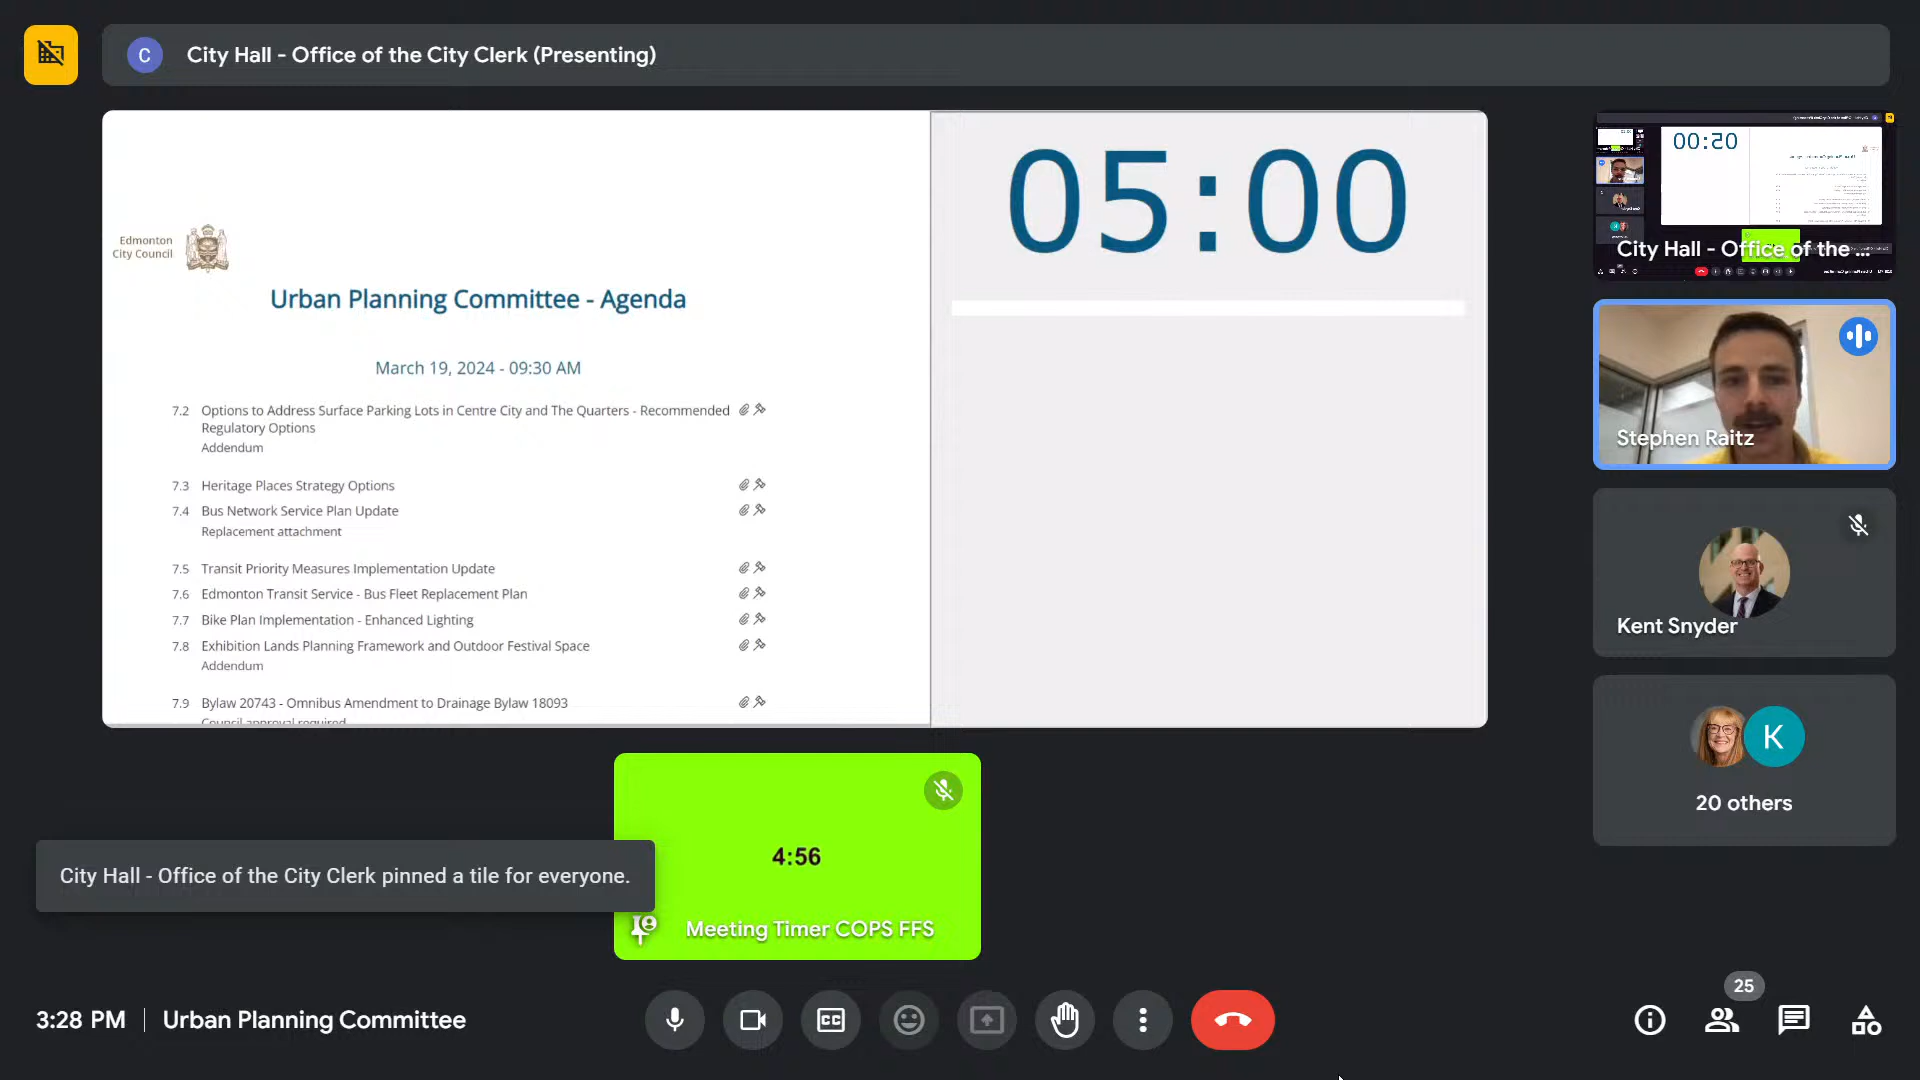 C City Hall - Office of the City Clerk (Presenting)
Edmonton
City Council
Urban Planning Committee - Agenda
March 19, 2024 - 09:30 AM
7.2 Options to Address Surface Parking Lots in Centre City and The Quarters - Recommended
Regulatory Options
Addendum
7.3 Heritage Places Strategy Options
7.4 Bus Network Service Plan Update
Replacement attachment
7.5 Transit Priority Measures Implementation Update
7.6 Edmonton Transit Service - Bus Fleet Replacement Plan
7.7 Bike Plan Implementation - Enhanced Lighting
7.8 Exhibition Lands Planning Framework and Outdoor Festival Space
Addendum
7.9 Bylaw 20743 - Omnibus Amendment to Drainage Bylaw 18093
Council approval required
05:00
05:00
City Hall - Office of the ...
Stephen Raitz
Kent Snyder
K
20 others
4:56
Meeting Timer COPS FFS
City Hall - Office of the City Clerk pinned a tile for everyone.
3:28 PM
Urban Planning Committee
CC
25